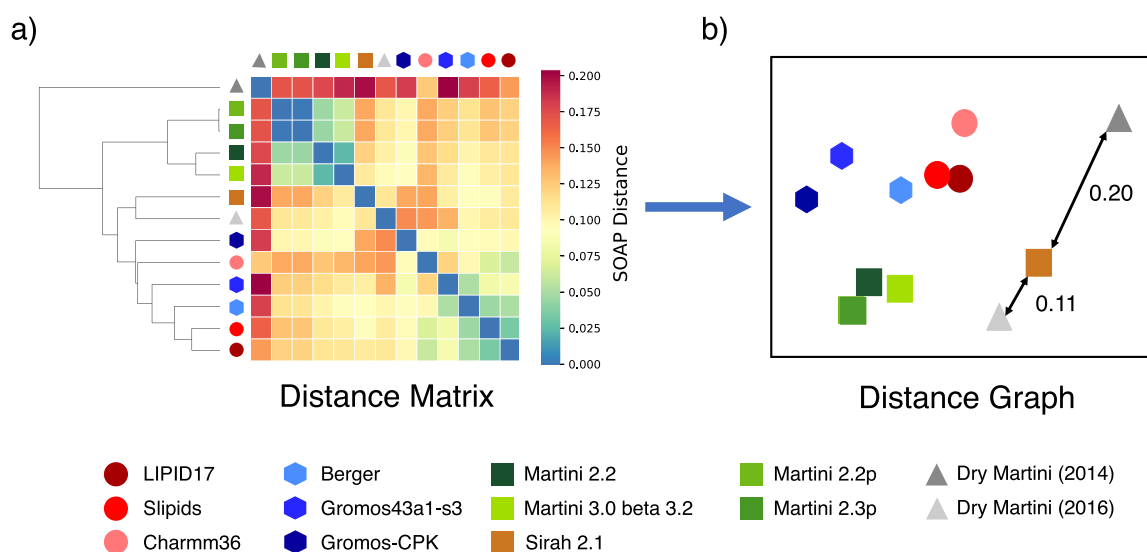 a)
b)
0.200
0.175
0.150
0.125
0.100
0.075
0.050
0.025
0.000
SOAP Distance
0.20
0.11
Distance Matrix
Distance Graph
LIPID17
Berger
Martini 2.2
Martini 2.2p
Dry Martini (2014)
Slipids
Gromos43a1-s3
Martini 3.0 beta 3.2
Martini 2.3p
Dry Martini (2016)
Charmm36
Gromos-CPK
Sirah 2.1